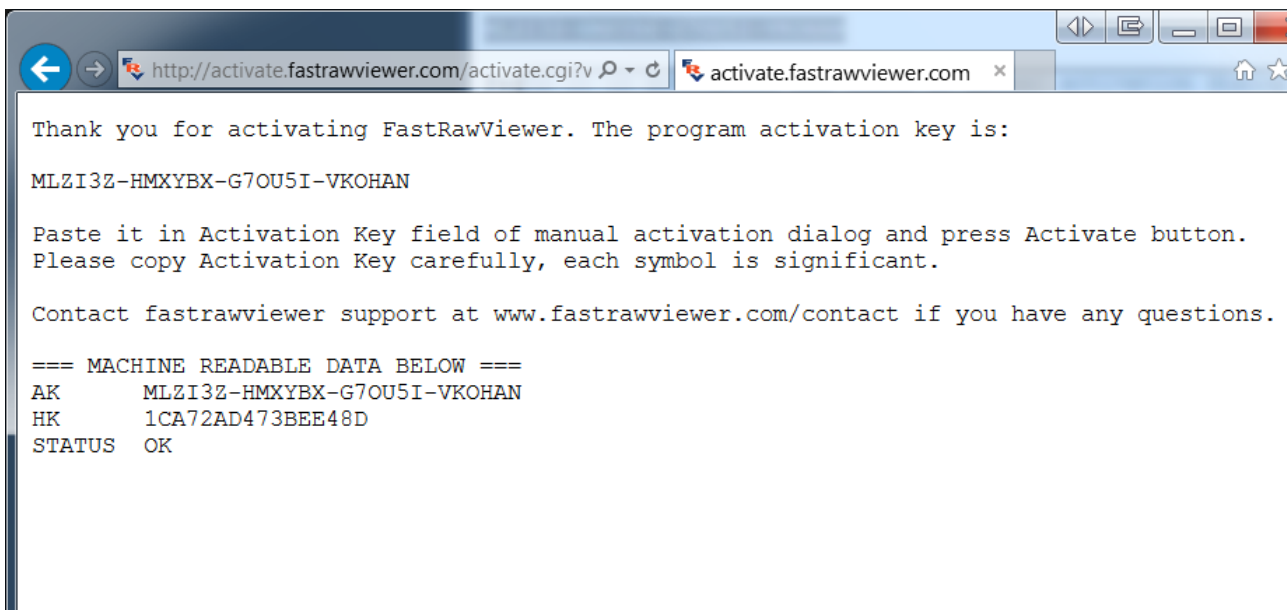 http://activate.fastrawviewer.com/activate.cgi?v
activate.fastrawviewer.com
Thank you for activating FastRawViewer. The program activation key is:
MLZI3Z-HMXYBX-G7OU5I-VKOHAN
Paste it in Activation Key field of manual activation dialog and press Activate button.
Please copy Activation Key carefully, each symbol is significant.
Contact fastrawviewer support at www.fastrawviewer.com/contact if you have any questions.
=== MACHINE READABLE DATA BELOW ===
AK MLZI3Z-HMXYBX-G7OU5I-VKOHAN
HK 1CA72AD473BEE48D
STATUS OK